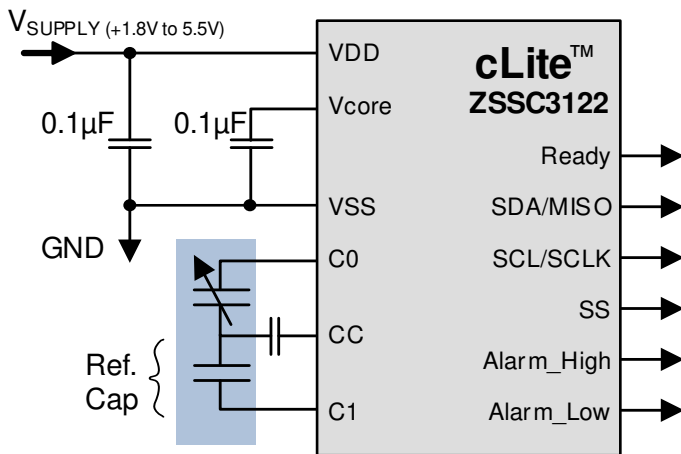 VSUPPLY (+1.8V to 5.5V)
0.1µF
0.1µF
GND
Ref.
Cap
VDD
Vcore
VSS
C0
CC
C1
cLite™
ZSSC3122
Ready
SDA/MISO
SCL/SCLK
SS
Alarm_High
Alarm_Low